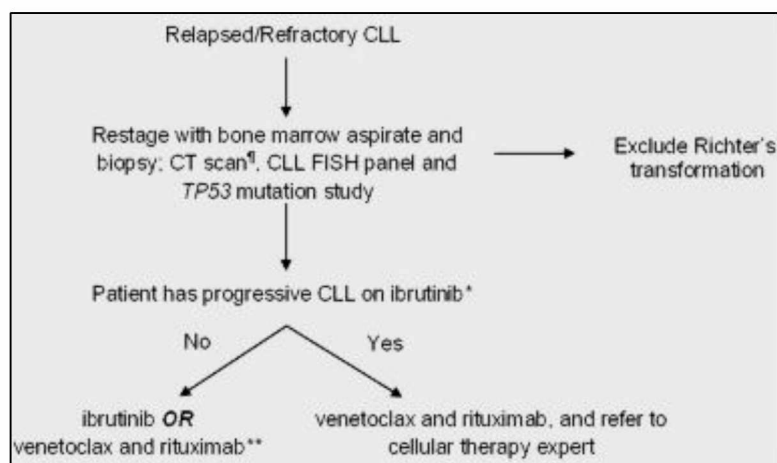 Relapsed/Refractory CLL
Restage with bone marrow aspirate and
biopsy; CT scan¶, CLL FISH panel and
TP53 mutation study
Exclude Richter's
transformation
Patient has progressive CLL on ibrutinib*
No
Yes
ibrutinib OR
venetoclax and rituximab**
venetoclax and rituximab, and refer to
cellular therapy expert